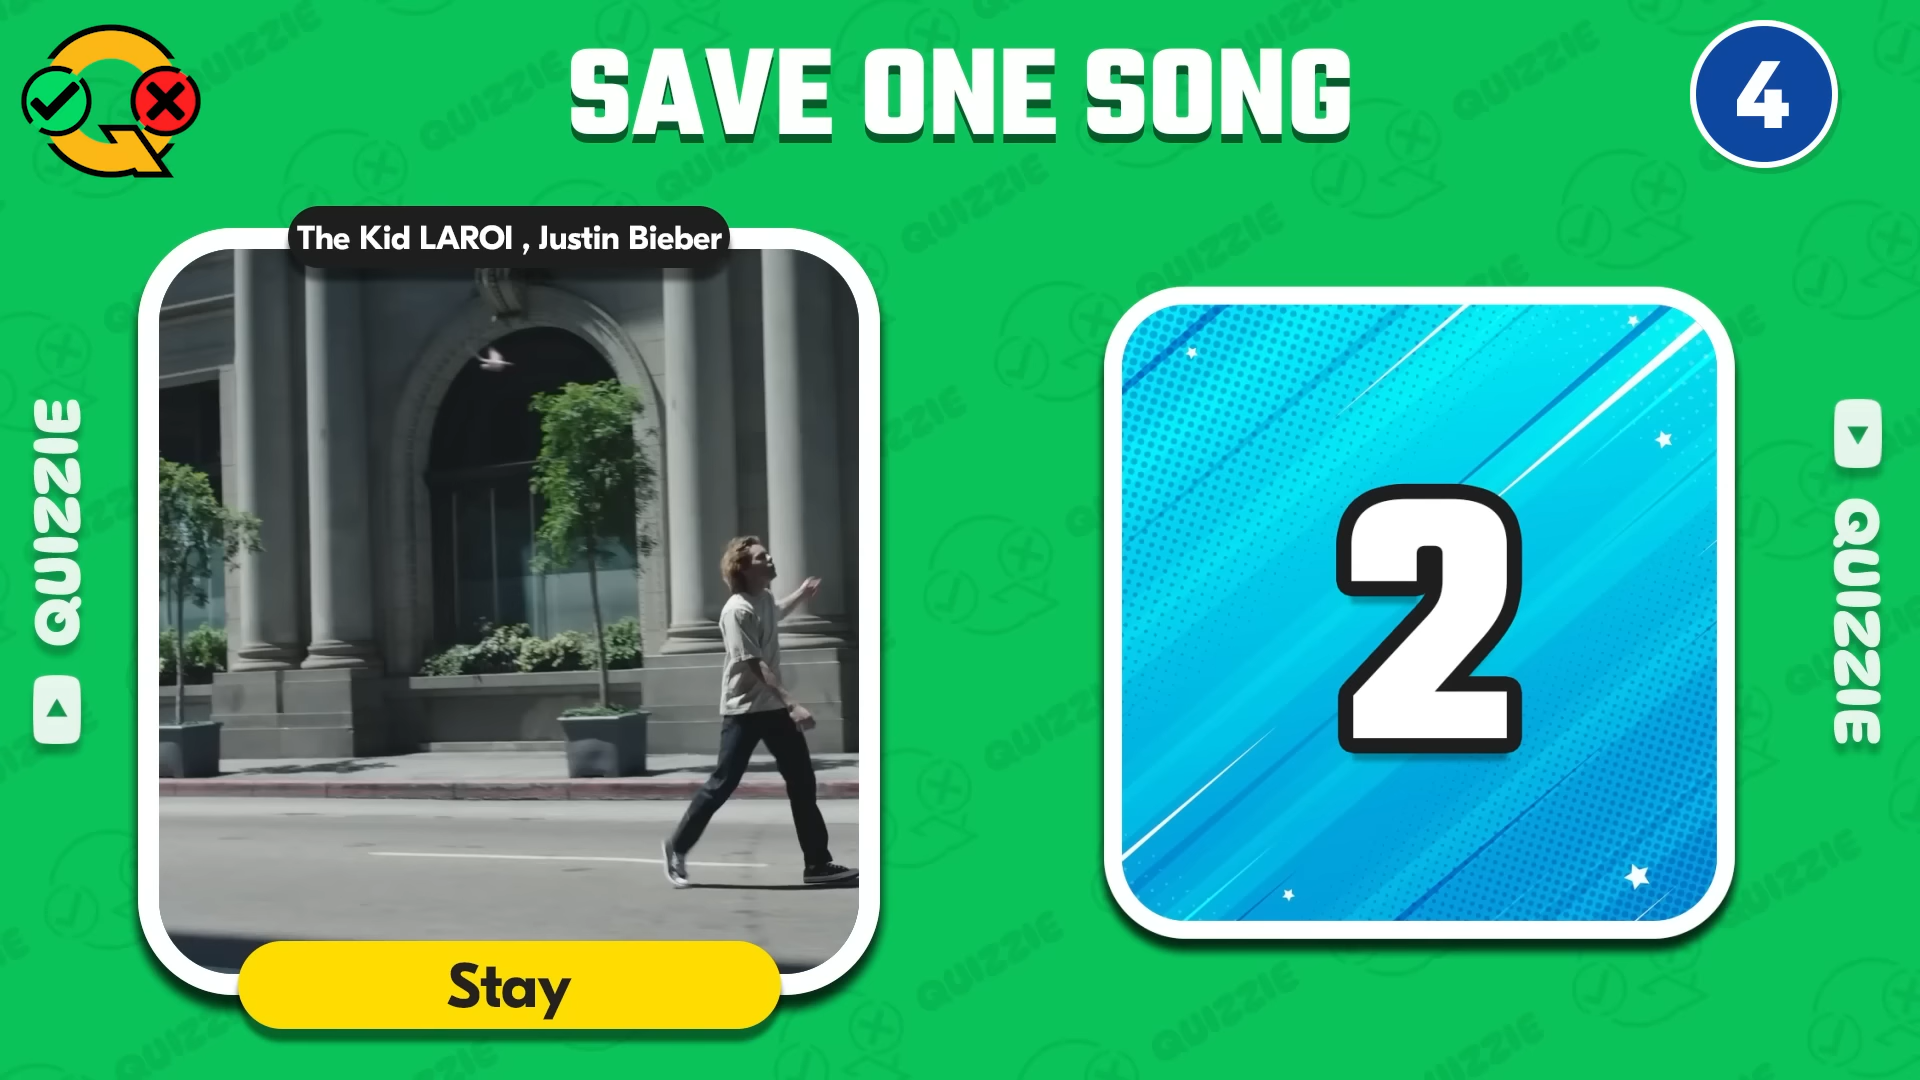 SAVE ONE SONG
4
The Kid LAROI , Justin Bieber
2
Stay
QUIZZIE
QUIZZIE